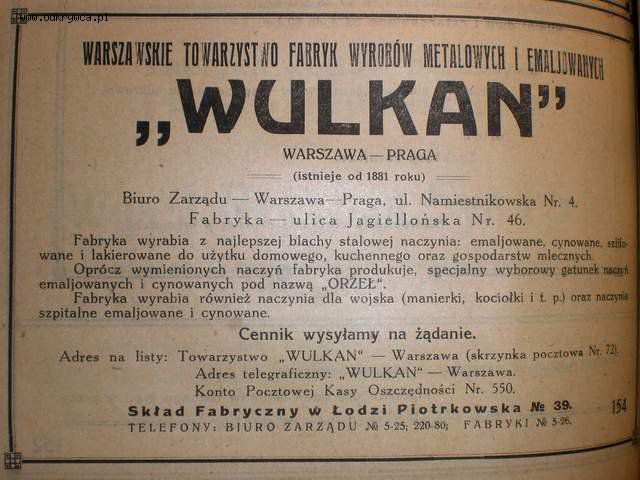 www.odkrywca.pl
WARSZAWSKIE TOWARZYSTWO FABRYK WYROBÓW METALOWYCH I EMALJOWANYCH
„WULKAN”
WARSZAWA — PRAGA
(istnieje od 1881 roku)
Biuro Zarządu — Warszawa—Praga, ul. Namiestnikowska Nr. 4.
Fabryka — ulica Jagiellońska Nr. 46.
Fabryka wyrabia z najlepszej blachy stalowej naczynia: emaljowane, cynowane, szlifo-
wane i lakierowane do użytku domowego, kuchennego oraz gospodarstw mlecznych.
Oprócz wymienionych naczyń fabryka produkuje, specjalny wyborowy gatunek naczyń
emaljowanych i cynowanych pod nazwą „ORZEŁ”.
Fabryka wyrabia również naczynia dla wojska (manierki, kociołki i t. p.) oraz naczynia
szpitalne emaljowane i cynowane.
Cennik wysyłamy na żądanie.
Adres na listy: Towarzystwo „WULKAN” — Warszawa (skrzynka pocztowa Nr. 72).
Adres telegraficzny: „WULKAN” — Warszawa.
Konto Pocztowej Kasy Oszczędności Nr. 550.
Skład Fabryczny w Łodzi Piotrkowska № 39.
154
TELEFONY: BIURO ZARZĄDU № 5-25; 220-80; FABRYKI № 5-26.